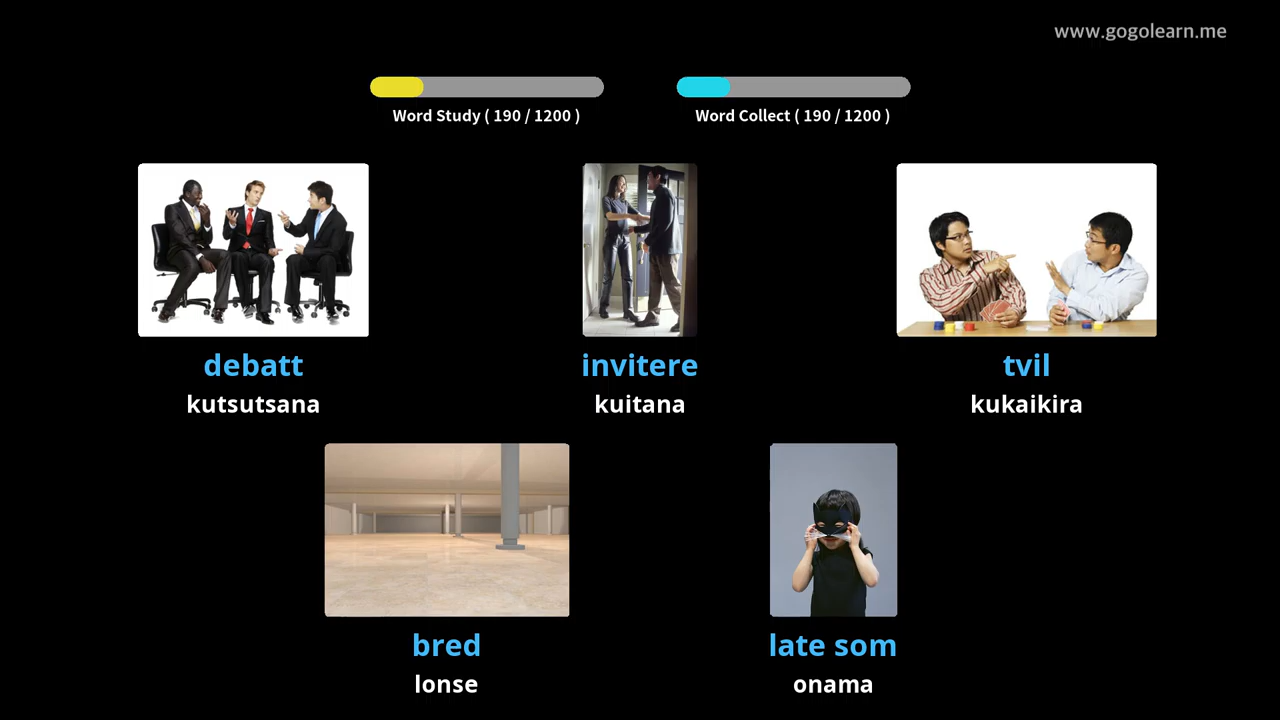 www.gogolearn.me
Word Study ( 190 / 1200 )
Word Collect ( 190 / 1200 )
debatt
kutsutsana
invitere
kuitana
tvil
kukaikira
bred
lonse
late som
onama